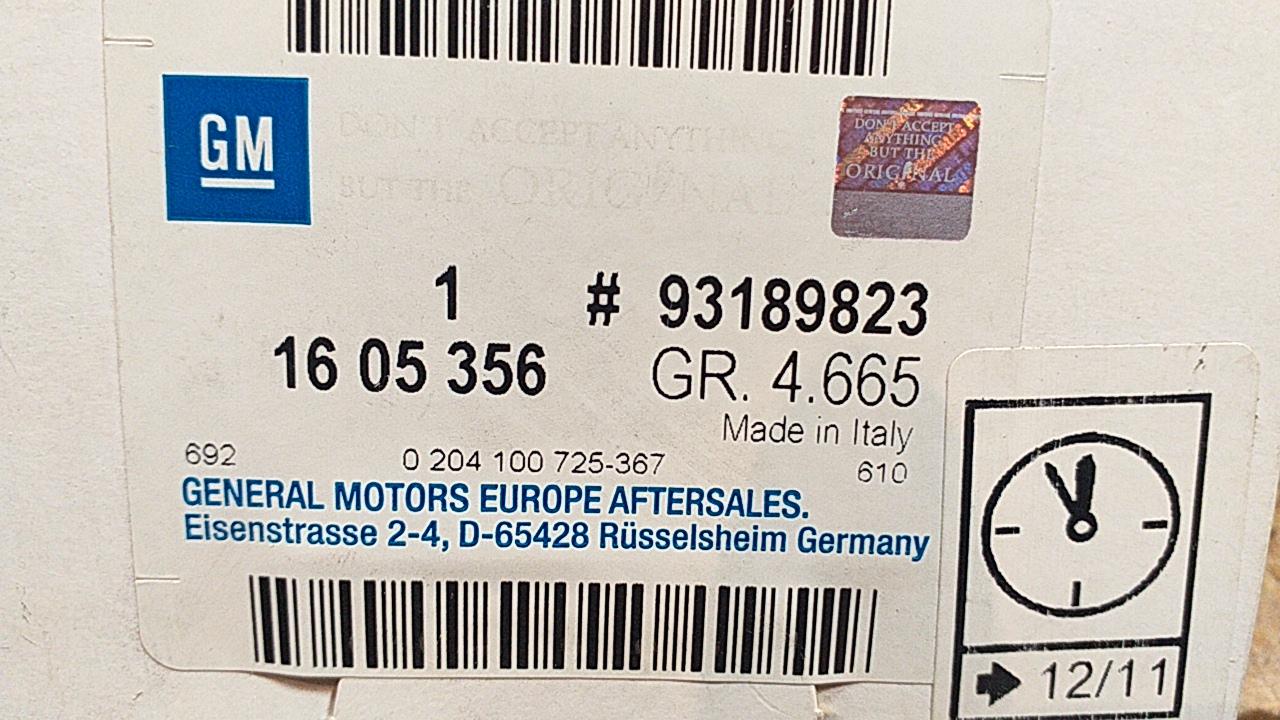 GM
DON'T ACCEPT
ANYTHING
BUT THE
ORIGINAL
ACCEPT ANYTHING
BUT THE ORIGINAL
1 # 93189823
16 05 356 GR. 4.665
Made in Italy
692 0 204 100 725-367 610
GENERAL MOTORS EUROPE AFTERSALES.
Eisenstrasse 2-4, D-65428 Rüsselsheim Germany
12/11